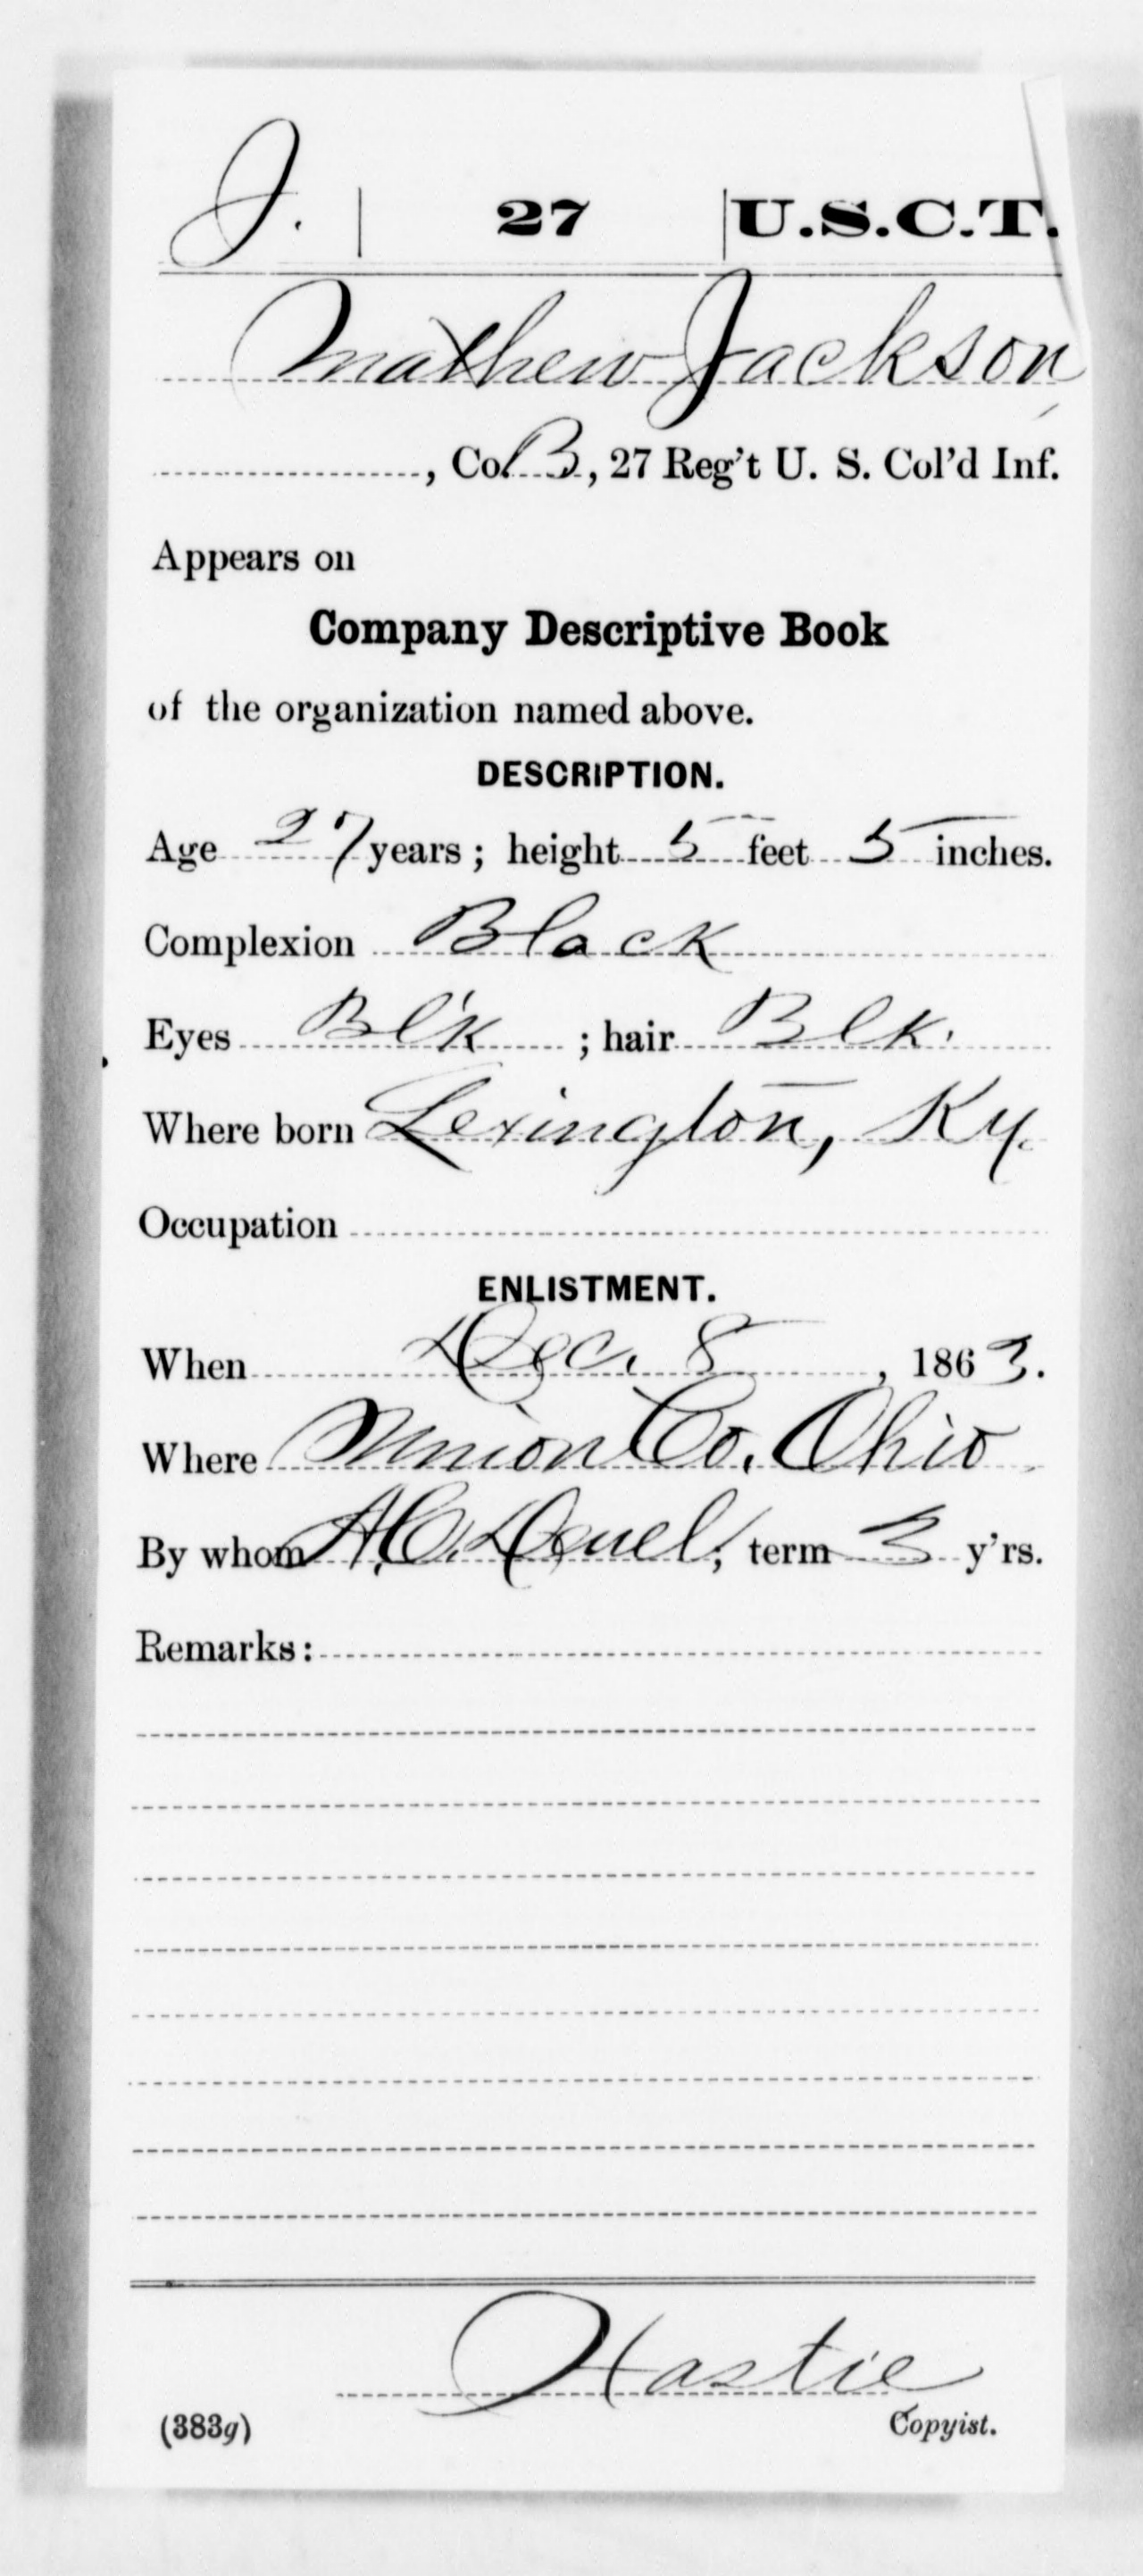 J. | 27 | U.S.C.T.
Mathew Jackson,
, Co. B, 27 Reg't U. S. Col'd Inf.
Appears on
Company Descriptive Book
of the organization named above.
DESCRIPTION.
Age 27 years; height 5 feet 5 inches.
Complexion Black
Eyes Bl'k ; hair Blk.
Where born Lexington, Ky.
Occupation
ENLISTMENT.
When Dec. 8, 1863.
Where Union Co. Ohio
By whom A.C. Deuel; term 3 y'rs.
Remarks:
Hastie
(383g) Copyist.